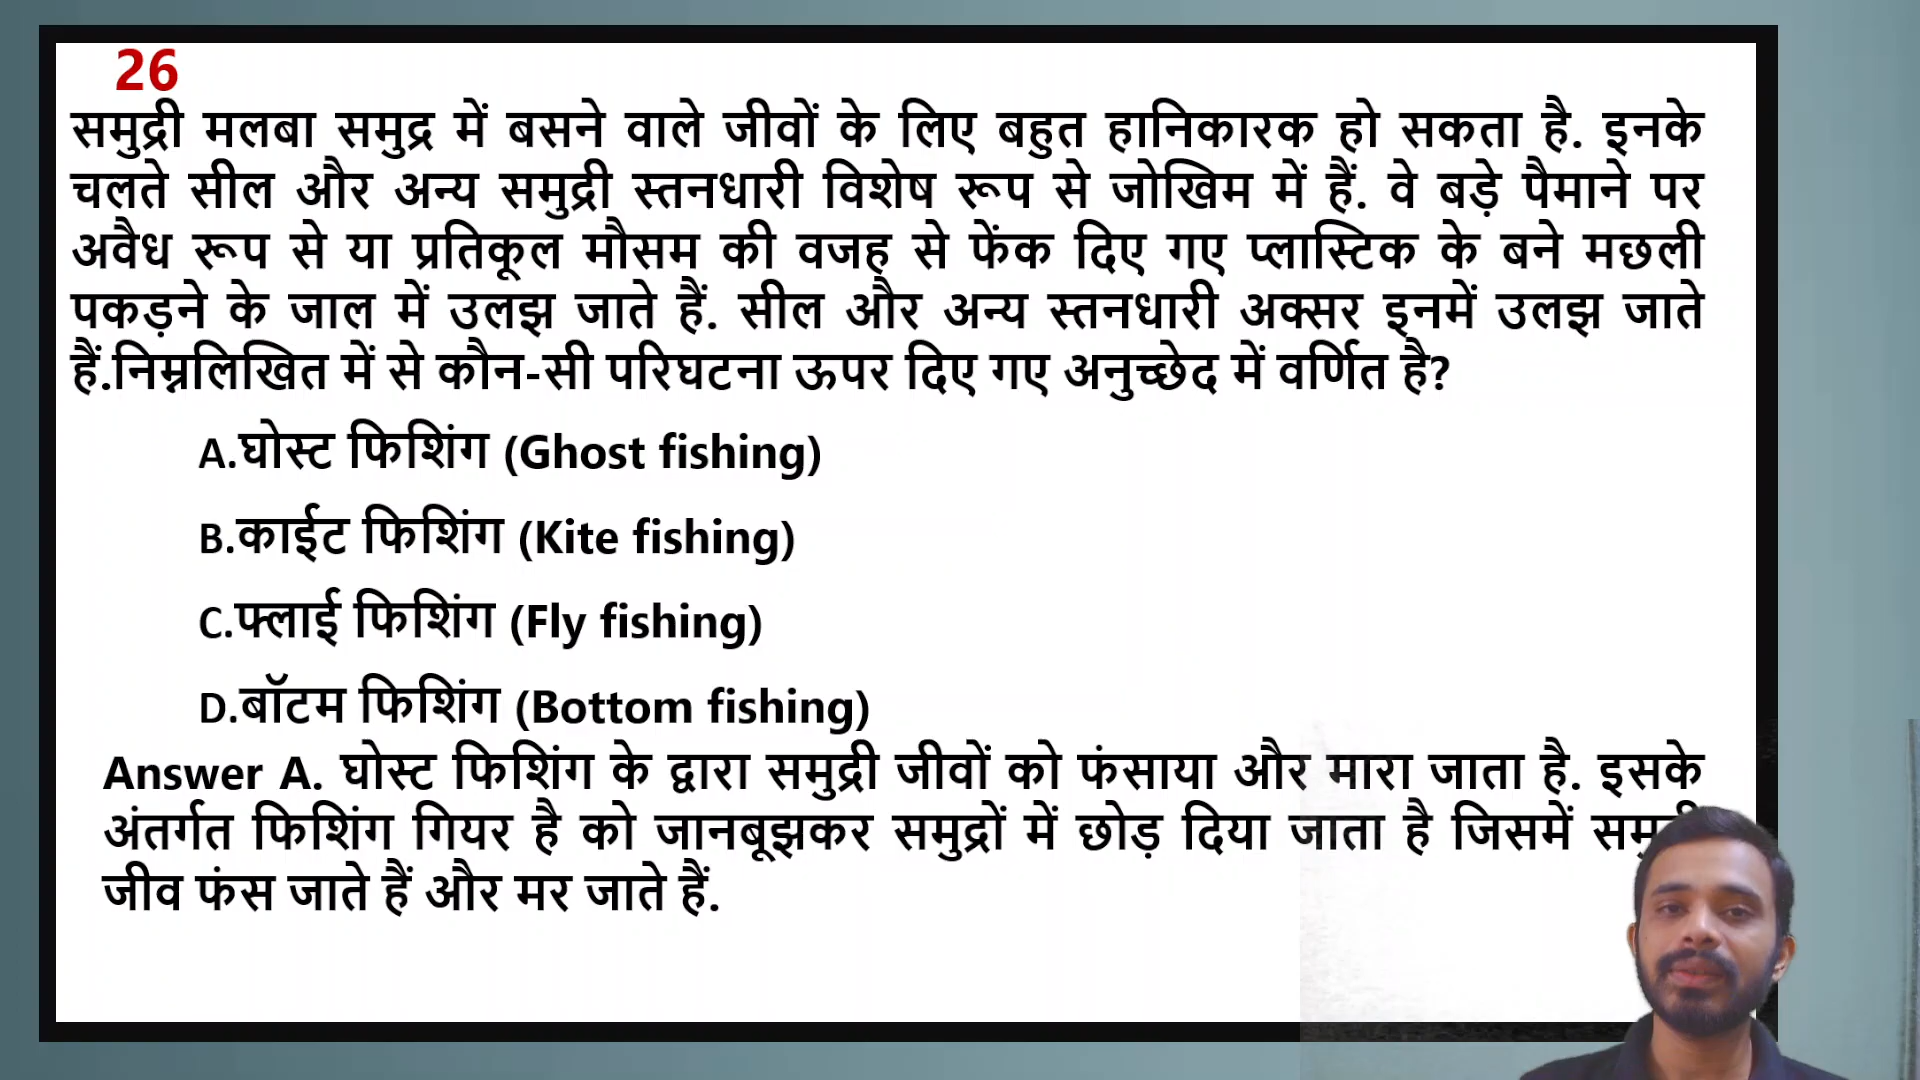 26
समुद्री मलबा समुद्र में बसने वाले जीवों के लिए बहुत हानिकारक हो सकता है. इनके
चलते सील और अन्य समुद्री स्तनधारी विशेष रूप से जोखिम में हैं. वे बड़े पैमाने पर
अवैध रूप से या प्रतिकूल मौसम की वजह से फेंक दिए गए प्लास्टिक के बने मछली
पकड़ने के जाल में उलझ जाते हैं. सील और अन्य स्तनधारी अक्सर इनमें उलझ जाते
हैं.निम्नलिखित में से कौन-सी परिघटना ऊपर दिए गए अनुच्छेद में वर्णित है?
A.घोस्ट फिशिंग (Ghost fishing)
B.काईट फिशिंग (Kite fishing)
C.फ्लाई फिशिंग (Fly fishing)
D.बॉटम फिशिंग (Bottom fishing)
Answer A. घोस्ट फिशिंग के द्वारा समुद्री जीवों को फंसाया और मारा जाता है. इसके
अंतर्गत फिशिंग गियर है को जानबूझकर समुद्रों में छोड़ दिया जाता है जिसमें
जीव फंस जाते हैं और मर जाते हैं.